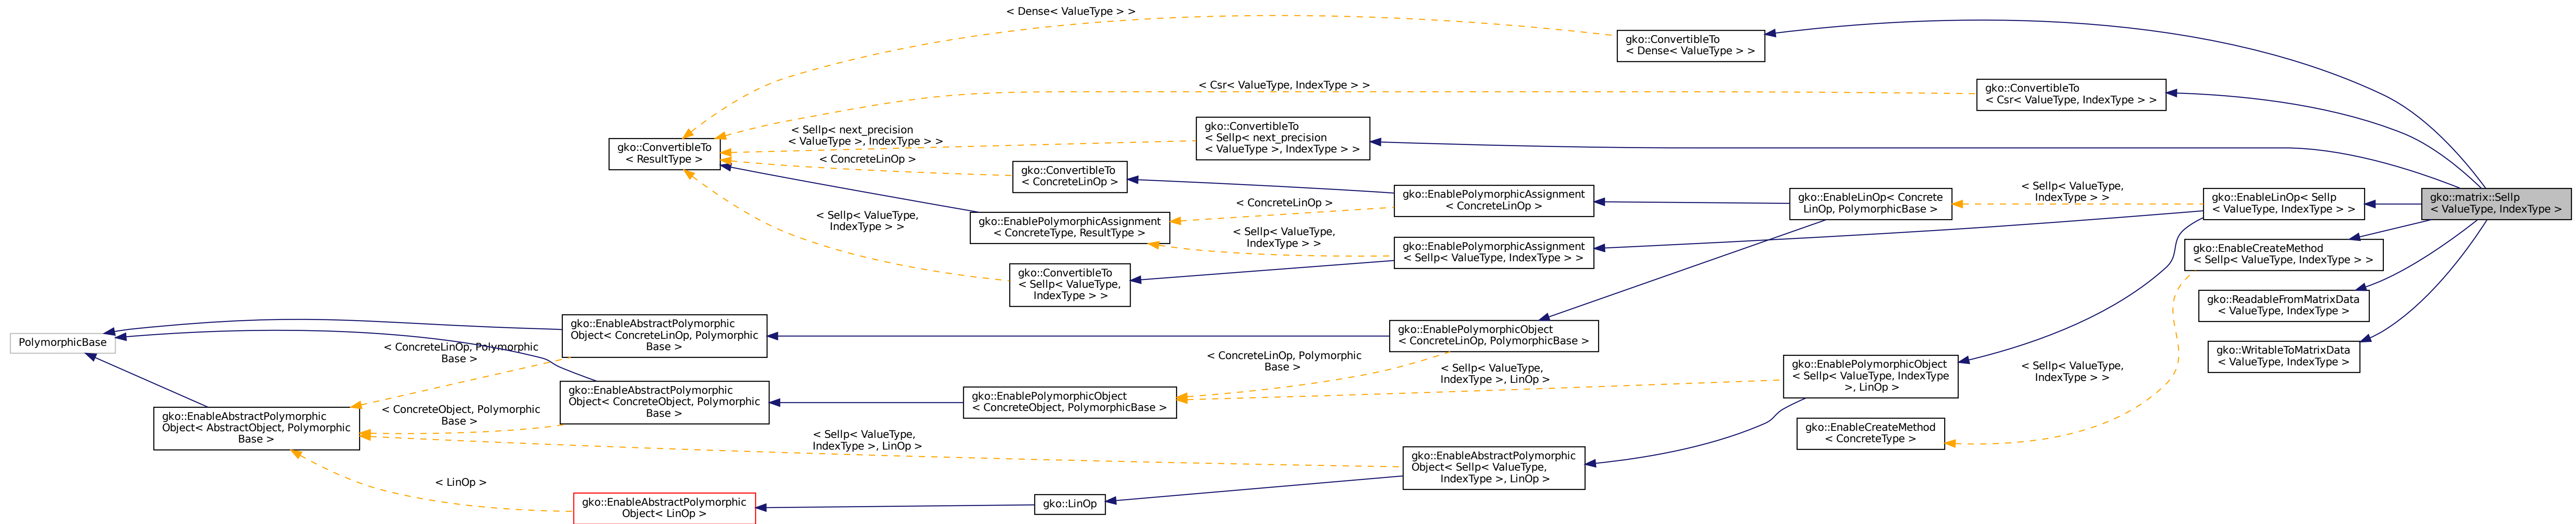 < Dense< ValueType > >
gko::ConvertibleTo
< Dense< ValueType > >
< Csr< ValueType, IndexType > >
gko::ConvertibleTo
< Csr< ValueType, IndexType > >
gko::ConvertibleTo
< ResultType >
< Sellp< next_precision
< ValueType >, IndexType > >
gko::ConvertibleTo
< Sellp< next_precision
< ValueType >, IndexType > >
< ConcreteLinOp >
gko::ConvertibleTo
< ConcreteLinOp >
gko::EnablePolymorphicAssignment
< ConcreteLinOp >
gko::EnableLinOp< Concrete
LinOp, PolymorphicBase >
< Sellp< ValueType,
IndexType > >
gko::EnableLinOp< Sellp
< ValueType, IndexType > >
gko::matrix::Sellp
< ValueType, IndexType >
< Sellp< ValueType,
IndexType > >
gko::EnablePolymorphicAssignment
< ConcreteType, ResultType >
< ConcreteLinOp >
< Sellp< ValueType,
IndexType > >
gko::EnablePolymorphicAssignment
< Sellp< ValueType, IndexType > >
gko::EnableCreateMethod
< Sellp< ValueType, IndexType > >
gko::ConvertibleTo
< Sellp< ValueType,
IndexType > >
gko::ReadableFromMatrixData
< ValueType, IndexType >
PolymorphicBase
gko::EnableAbstractPolymorphic
Object< ConcreteLinOp, Polymorphic
Base >
gko::EnablePolymorphicObject
< ConcreteLinOp, PolymorphicBase >
gko::WritableToMatrixData
< ValueType, IndexType >
< ConcreteLinOp, Polymorphic
Base >
< ConcreteLinOp, Polymorphic
Base >
< Sellp< ValueType,
IndexType >, LinOp >
gko::EnablePolymorphicObject
< Sellp< ValueType, IndexType
>, LinOp >
< Sellp< ValueType,
IndexType > >
gko::EnableAbstractPolymorphic
Object< ConcreteObject, Polymorphic
Base >
gko::EnablePolymorphicObject
< ConcreteObject, PolymorphicBase >
gko::EnableAbstractPolymorphic
Object< AbstractObject, Polymorphic
Base >
< ConcreteObject, Polymorphic
Base >
gko::EnableCreateMethod
< ConcreteType >
< Sellp< ValueType,
IndexType >, LinOp >
gko::EnableAbstractPolymorphic
Object< Sellp< ValueType,
IndexType >, LinOp >
< LinOp >
gko::EnableAbstractPolymorphic
Object< LinOp >
gko::LinOp